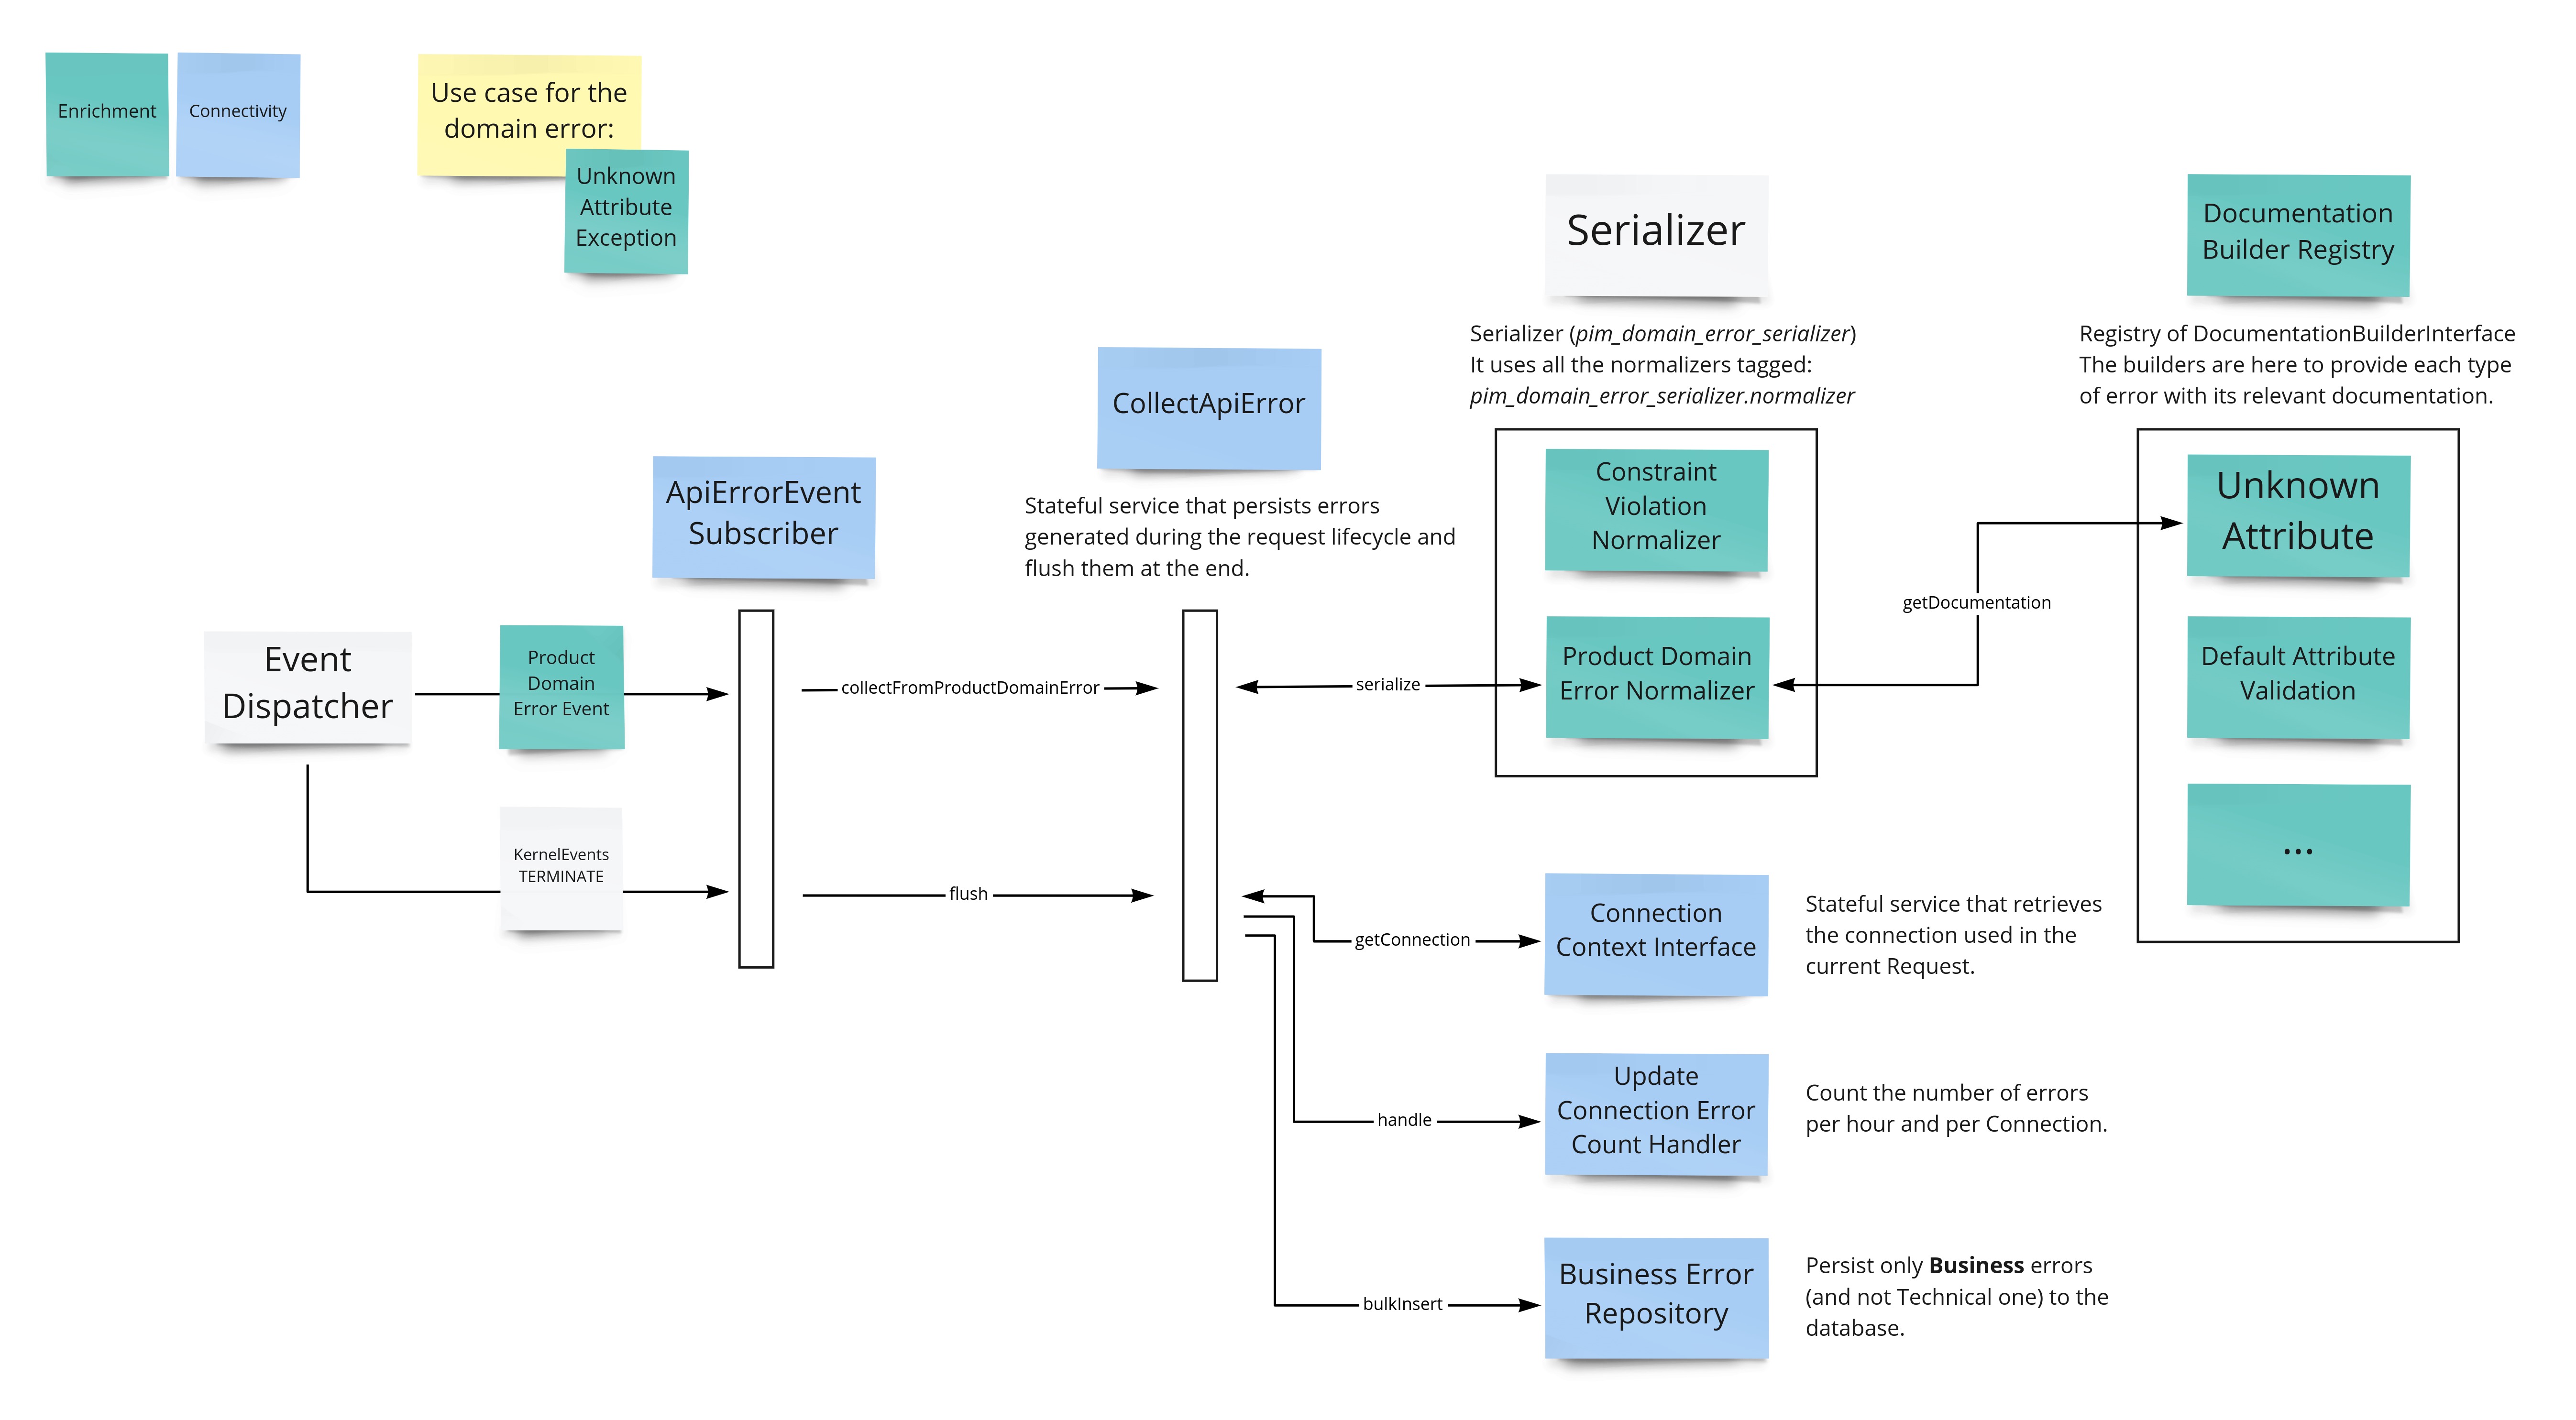 Enrichment
Connectivity
Use case for the
domain error:
Unknown
Attribute
Exception
Serializer
Serializer (pim_domain_error_serializer)
It uses all the normalizers tagged:
pim_domain_error_serializer.normalizer
Documentation
Builder Registry
Registry of DocumentationBuilderInterface
The builders are here to provide each type
of error with its relevant documentation.
CollectApiError
Stateful service that persists errors
generated during the request lifecycle and
flush them at the end.
ApiErrorEvent
Subscriber
Constraint
Violation
Normalizer
Unknown
Attribute
getDocumentation
Event
Dispatcher
Product
Domain
Error Event
collectFromProductDomainError
serialize
Product Domain
Error Normalizer
Default Attribute
Validation
...
KernelEvents
TERMINATE
flush
getConnection
Connection
Context Interface
Stateful service that retrieves
the connection used in the
current Request.
handle
Update
Connection Error
Count Handler
Count the number of errors
per hour and per Connection.
bulkInsert
Business Error
Repository
Persist only Business errors
(and not Technical one) to the
database.